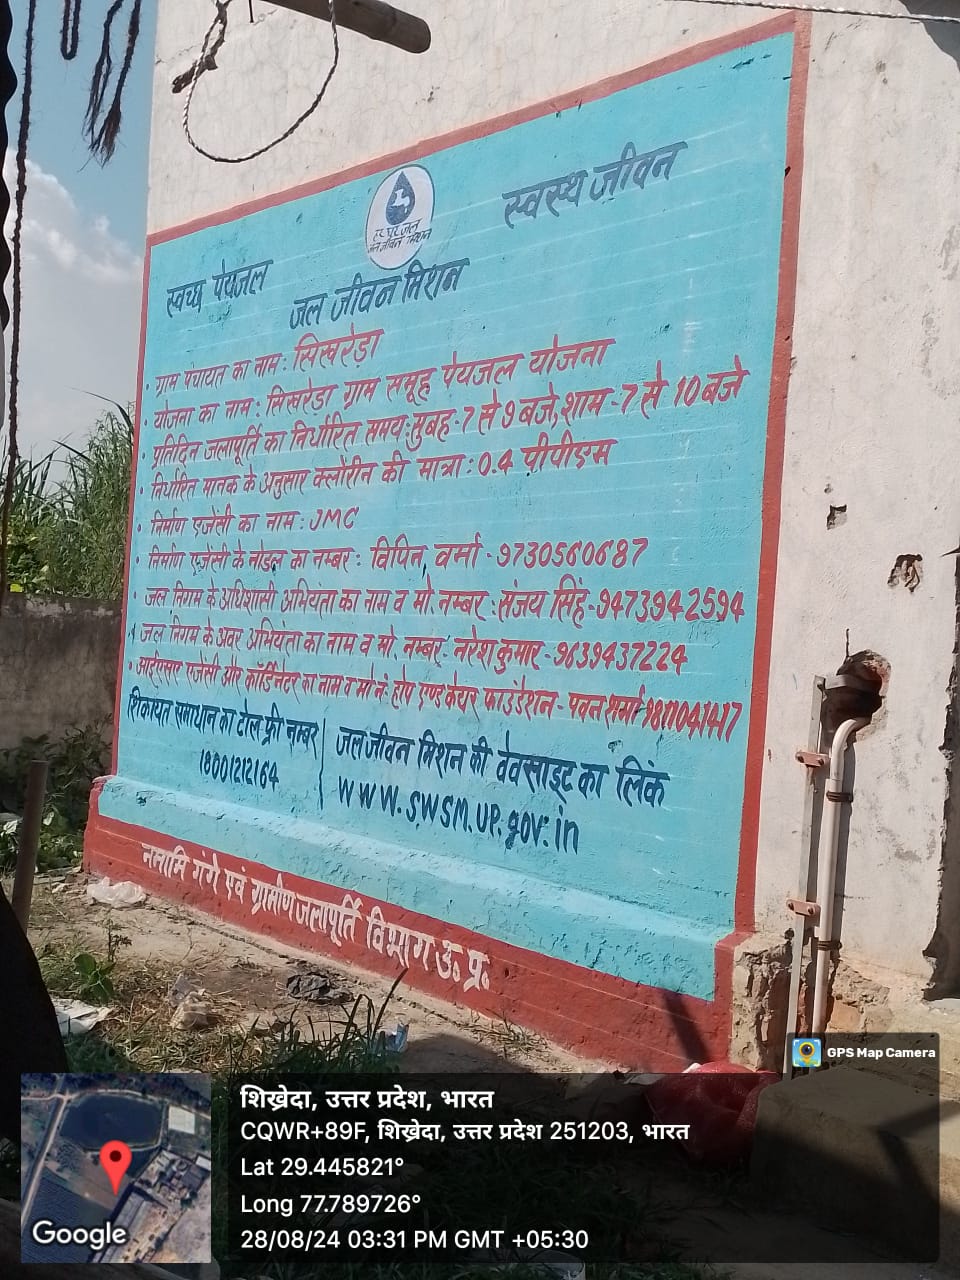 हर घर जल
जल जीवन मिशन
स्वच्छ पेयजल
स्वस्थ जीवन
जल जीवन मिशन
• ग्राम पंचायत का नाम : सिखरेड़ा
• योजना का नाम : सिखरेडा ग्राम समूह पेयजल योजना
• प्रतिदिन जलापूर्ति का निर्धारित समय:सुबह-7 से 9 बजे,शाम-7 से 10 बजे
• निर्धारित मानक के अनुसार क्लोरीन की मात्रा : 0.4 पीपीएम
• निर्माण एजेंसी का नाम : JMC
• निर्माण एजेंसी के नोडल का नम्बर : विपिन वर्मा - 9730560687
• जल निगम के अधिशासी अभियंता का नाम व मो. नम्बर : संजय सिंह-9473942594
• जल निगम के अवर अभियंता का नाम व मो. नम्बर- नरेश कुमार - 9639437224
• आईएसए एजेंसी और कॉर्डिनेटर का नाम व मो नं: होप एण्ड केयर फाउंडेशन - पवन शर्मा 9811041417
शिकायत समाधान का टोल फ्री नम्बर
18001212164
जल जीवन मिशन की वेवसाइट का लिंक
WWW.SWSM.UP.gov.in
नमामि गंगे एवं ग्रामीण जलापूर्ति विभाग उ. प्र.
GPS Map Camera
शिख्रेदा, उत्तर प्रदेश, भारत
CQWR+89F, शिख्रेदा, उत्तर प्रदेश 251203, भारत
Lat 29.445821°
Long 77.789726°
28/08/24 03:31 PM GMT +05:30
Google